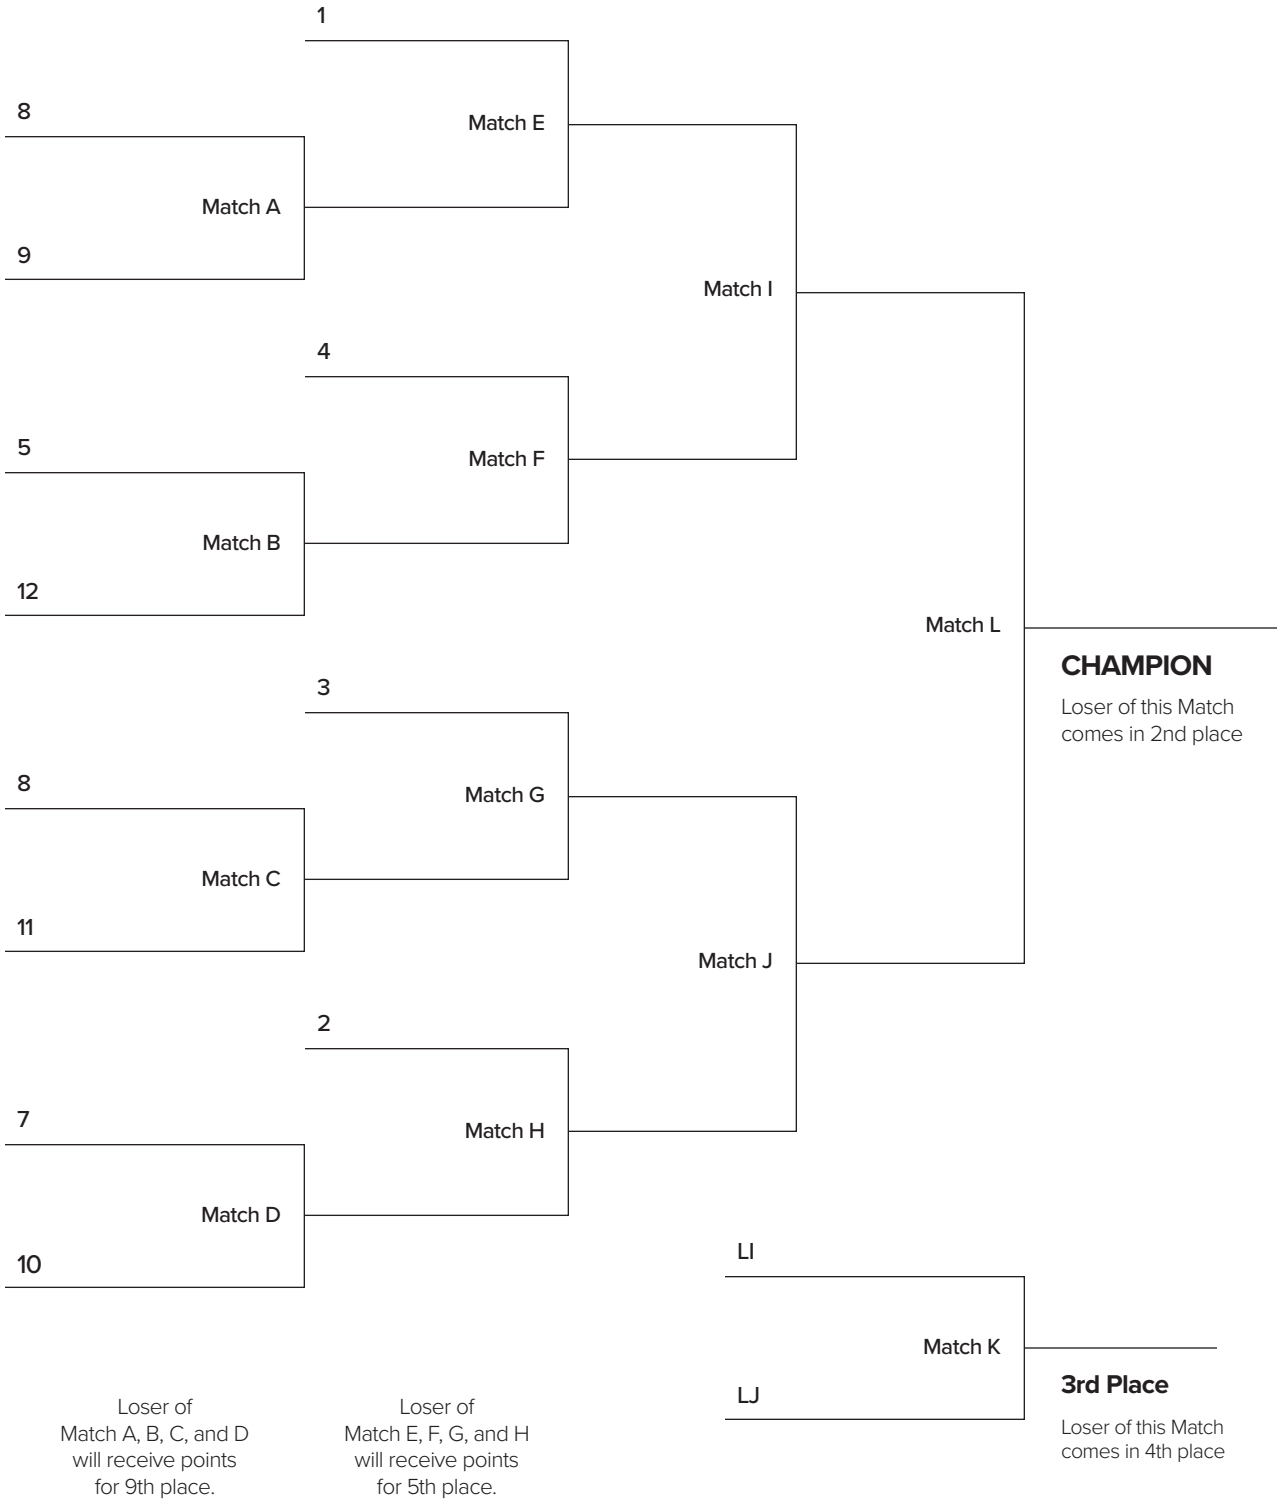 1
8
Match E
Match A
9
Match I
4
5
Match F
Match B
12
Match L
CHAMPION
Loser of this Match
comes in 2nd place
3
8
Match G
Match C
11
Match J
2
7
Match H
Match D
10
LI
Match K
3rd Place
LJ
Loser of this Match
comes in 4th place
Loser of
Match A, B, C, and D
will receive points
for 9th place.
Loser of
Match E, F, G, and H
will receive points
for 5th place.